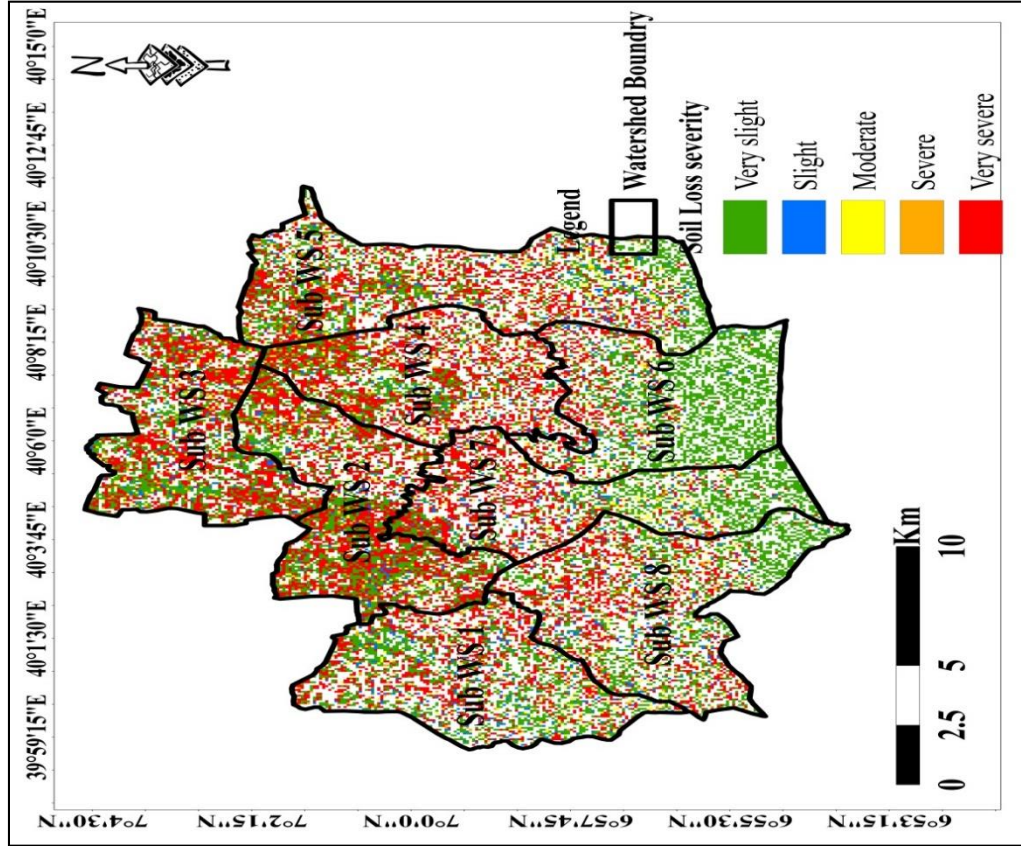 39°59'15"E 40°1'30"E 40°3'45"E 40°6'0"E 40°8'15"E 40°10'30"E 40°12'45"E 40°15'0"E
N
7°4'30"N
7°2'15"N
7°0'0"N
6°57'45"N
6°55'30"N
6°53'15"N
Sub WS 3
Sub WS 5
Sub WS 2
Sub WS 4
Sub WS 1
Sub WS 7
Sub WS 6
Sub WS 8
Legend
Watershed Boundry
Soil Loss severity
Very slight
Slight
Moderate
Severe
Very severe
Km
0 2.5 5 10